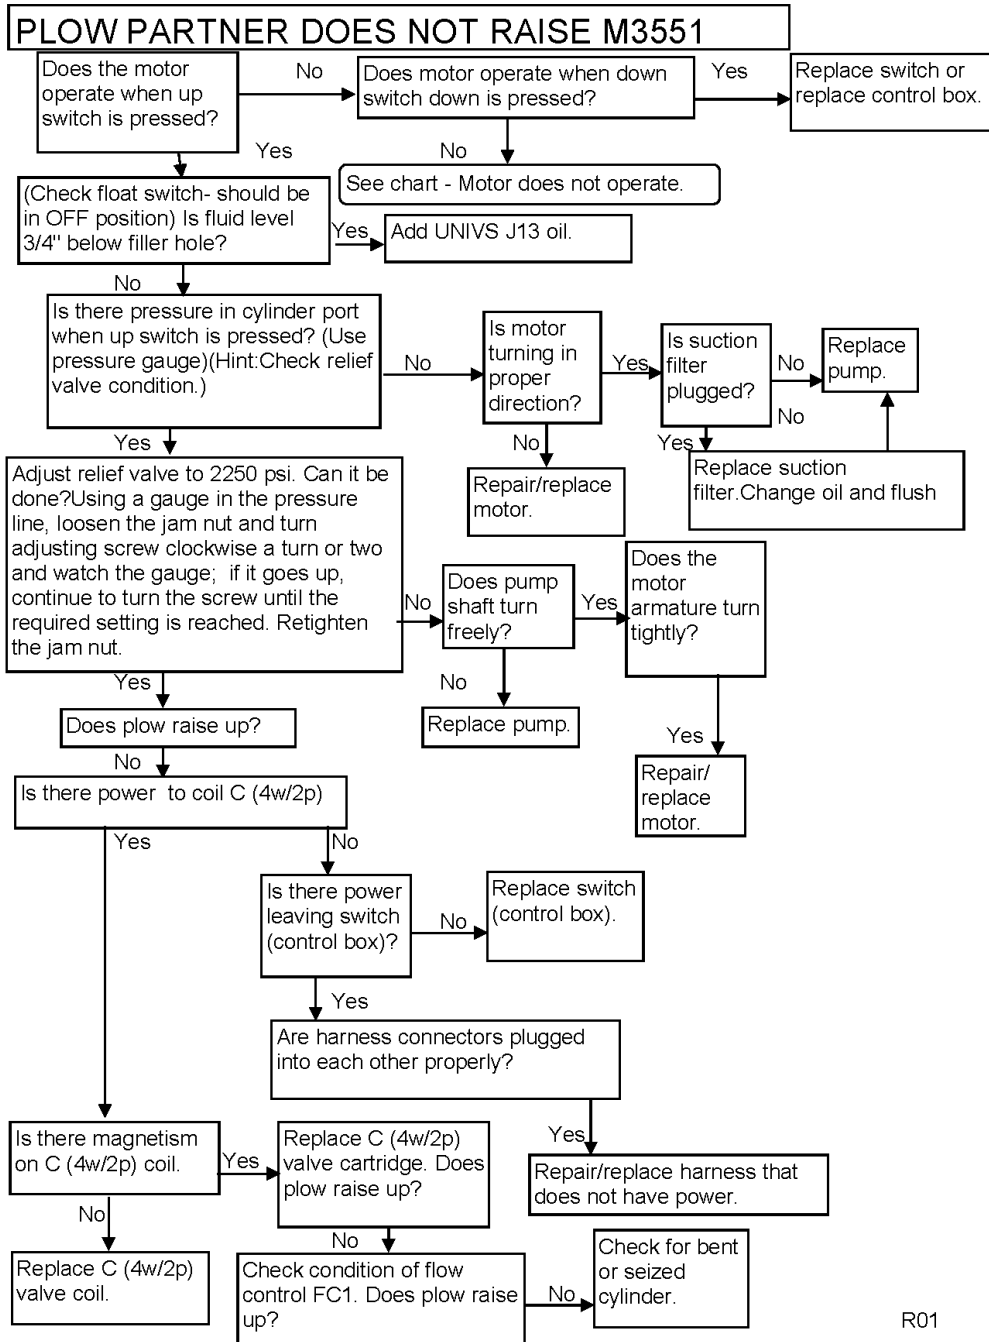 PLOW PARTNER DOES NOT RAISE M3551
Does the motor
operate when up
switch is pressed?
No
Does motor operate when down
switch down is pressed?
Yes
Replace switch or
replace control box.
Yes
No
See chart - Motor does not operate.
(Check float switch- should be
in OFF position) Is fluid level
3/4" below filler hole?
Yes
Add UNIVS J13 oil.
No
Is there pressure in cylinder port
when up switch is pressed? (Use
pressure gauge)(Hint:Check relief
valve condition.)
No
Is motor
turning in
proper
direction?
Yes
Is suction
filter
plugged?
No
No
Replace
pump.
Yes
No
Repair/replace
motor.
Yes
Replace suction
filter.Change oil and flush
Adjust relief valve to 2250 psi. Can it be
done?Using a gauge in the pressure
line, loosen the jam nut and turn
adjusting screw clockwise a turn or two
and watch the gauge;  if it goes up,
continue to turn the screw until the
required setting is reached. Retighten
the jam nut.
No
Does pump
shaft turn
freely?
Yes
Does the
motor
armature turn
tightly?
Yes
No
Replace pump.
Yes
Repair/
replace
motor.
Does plow raise up?
No
Is there power  to coil C (4w/2p)
Yes
No
Is there power
leaving switch
(control box)?
No
Replace switch
(control box).
Yes
Are harness connectors plugged
into each other properly?
Yes
Repair/replace harness that
does not have power.
Is there magnetism
on C (4w/2p) coil.
Yes
Replace C (4w/2p)
valve cartridge. Does
plow raise up?
No
Replace C (4w/2p)
valve coil.
No
Check condition of flow
control FC1. Does plow raise
up?
No
Check for bent
or seized
cylinder.
R01